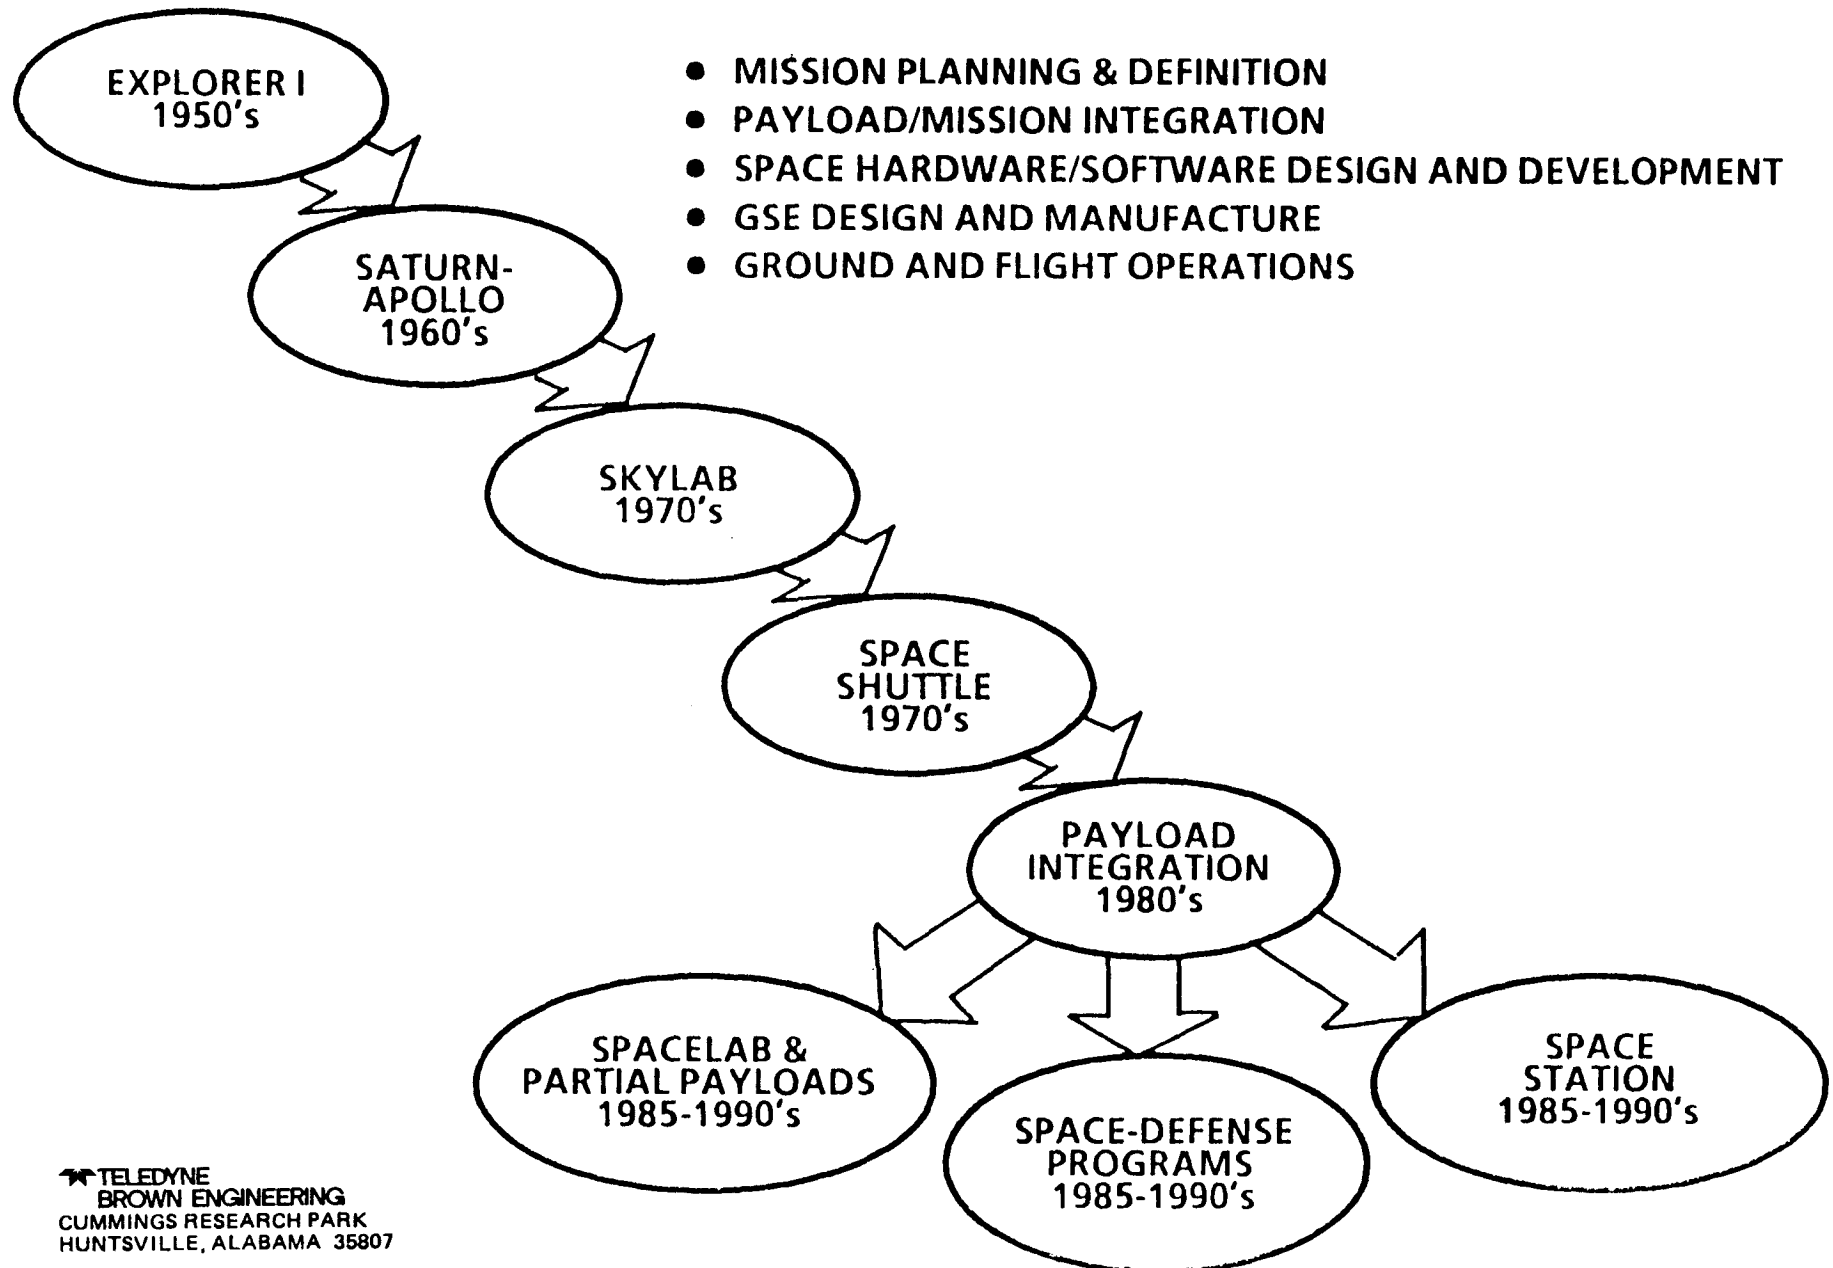 EXPLORER I
1950's
● MISSION PLANNING & DEFINITION
● PAYLOAD/MISSION INTEGRATION
● SPACE HARDWARE/SOFTWARE DESIGN AND DEVELOPMENT
● GSE DESIGN AND MANUFACTURE
● GROUND AND FLIGHT OPERATIONS
SATURN-
APOLLO
1960's
SKYLAB
1970's
SPACE
SHUTTLE
1970's
PAYLOAD
INTEGRATION
1980's
SPACELAB &
PARTIAL PAYLOADS
1985-1990's
SPACE-DEFENSE
PROGRAMS
1985-1990's
SPACE
STATION
1985-1990's
TELEDYNE
BROWN ENGINEERING
CUMMINGS RESEARCH PARK
HUNTSVILLE, ALABAMA 35807